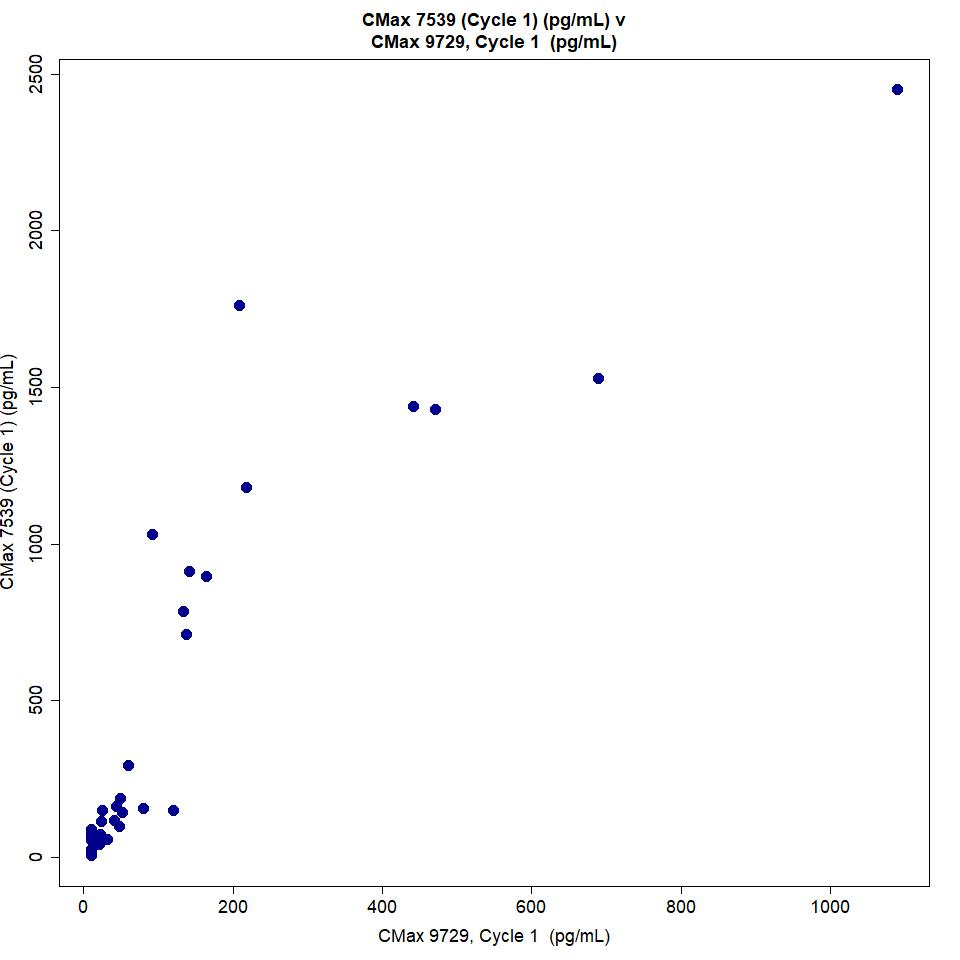 CMax 7539 (Cycle 1) (pg/mL) v
CMax 9729, Cycle 1  (pg/mL)
2500
2000
1500
1000
500
0
CMax 7539 (Cycle 1) (pg/mL)
0 200 400 600 800 1000
CMax 9729, Cycle 1  (pg/mL)